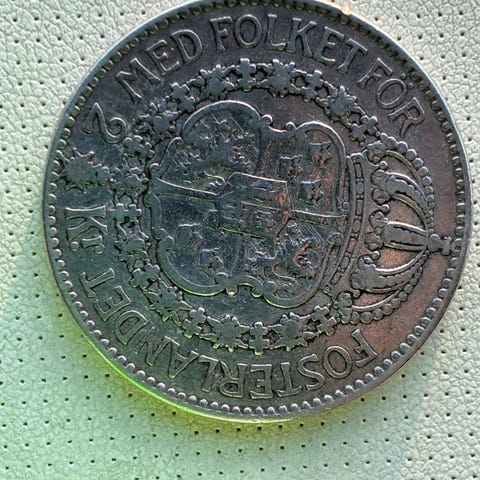 MED FOLKET FÖR FOSTERLANDET
2 KR